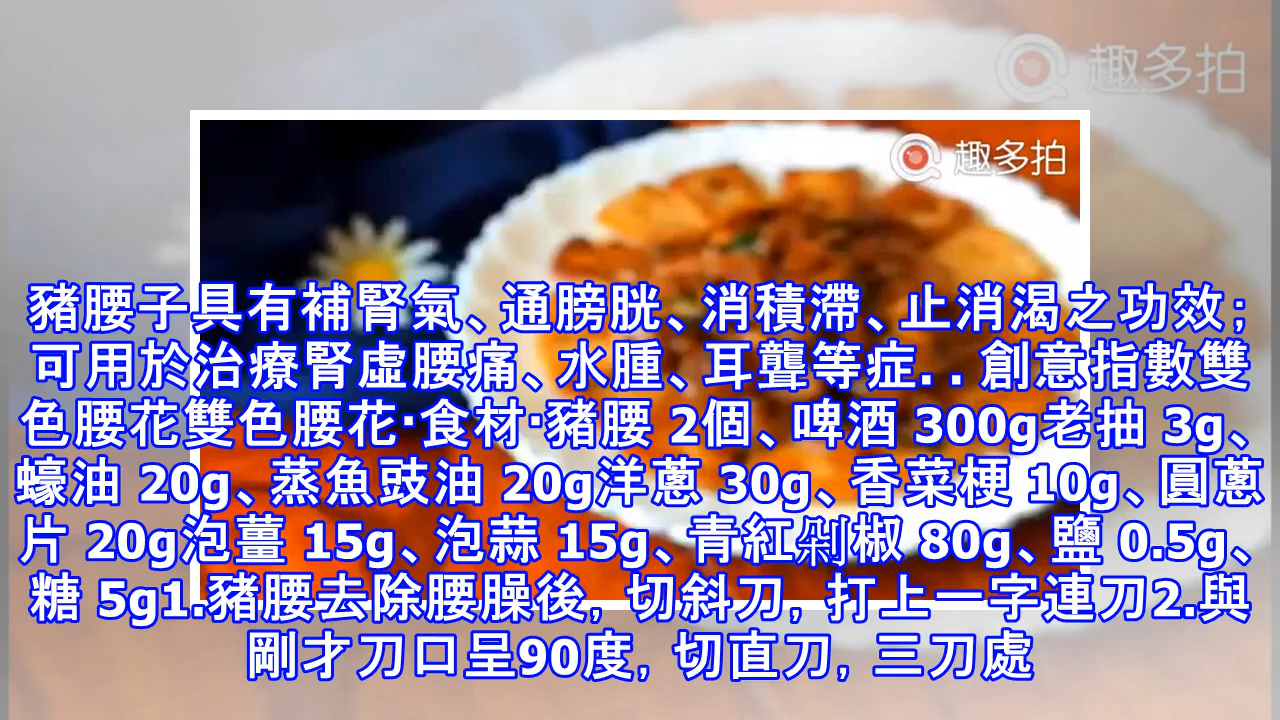 趣多拍
趣多拍
豬腰子具有補腎氣、通膀胱、消積滯、止消渴之功效;
可用於治療腎虛腰痛、水腫、耳聾等症. . 創意指數雙
色腰花雙色腰花·食材·豬腰 2個、啤酒 300g老抽 3g、
蠔油 20g、蒸魚豉油 20g洋蔥 30g、香菜梗 10g、圓蔥
片 20g泡薑 15g、泡蒜 15g、青紅剁椒 80g、鹽 0.5g、
糖 5g1.豬腰去除腰臊後, 切斜刀, 打上一字連刀2.與
剛才刀口呈90度, 切直刀, 三刀處